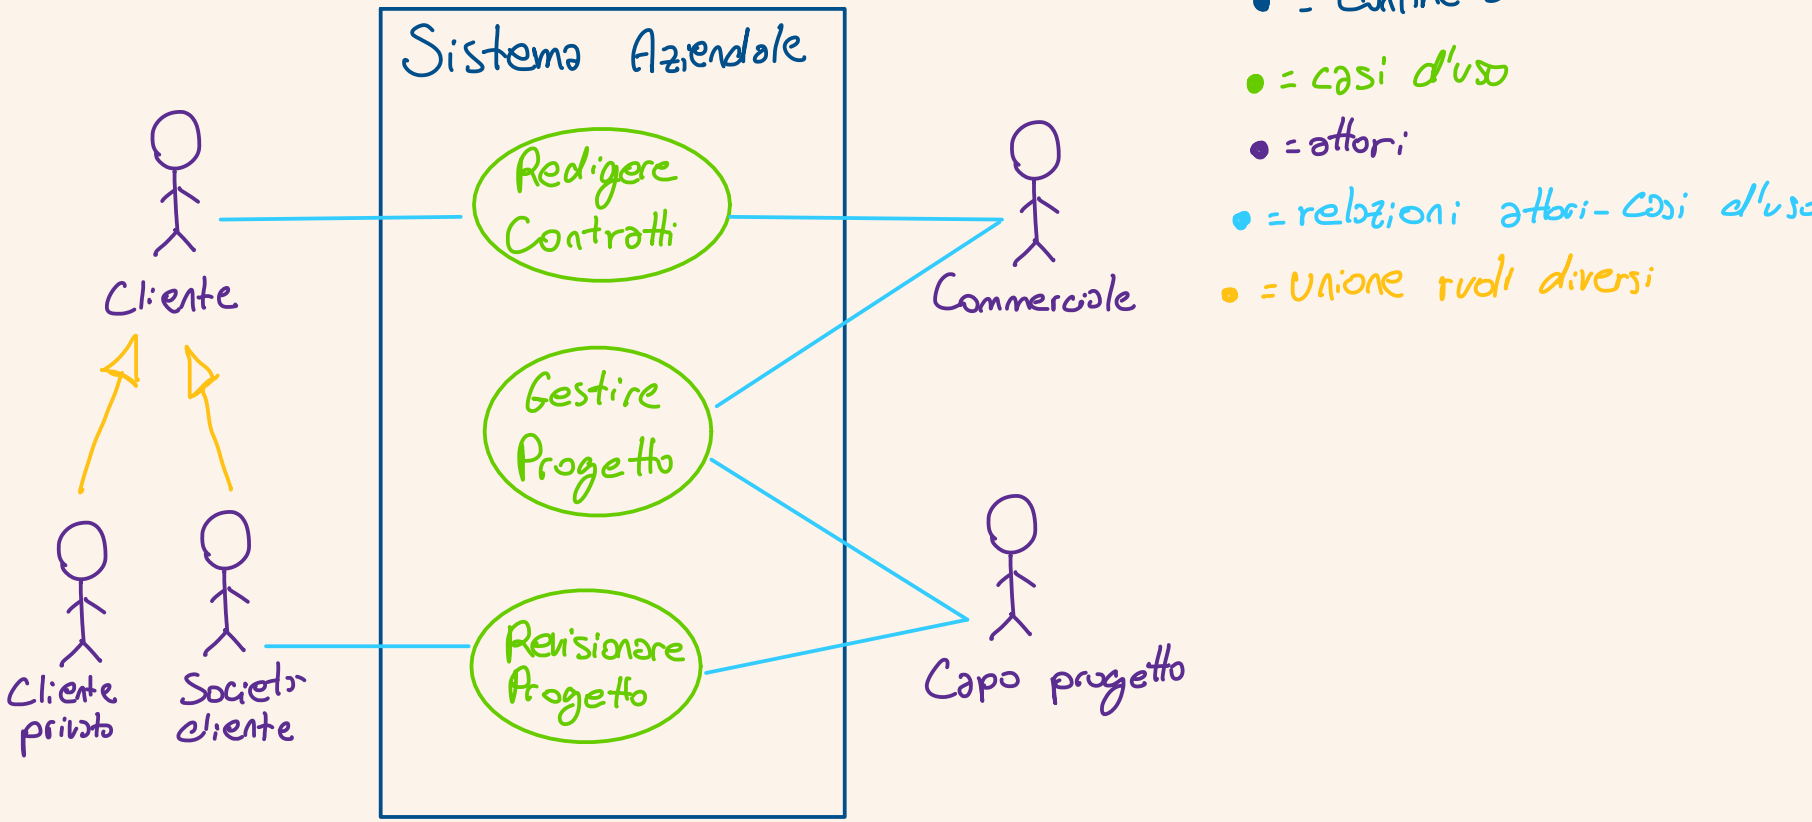 Sistema Aziendale
Redigere
Contratti
Gestire
Progetto
Revisionare
Progetto
Cliente
Cliente
privato
Società
cliente
Commerciale
Capo progetto
= confine
= casi d'uso
= attori
= relazioni attori-casi d'uso
= Unione ruoli diversi